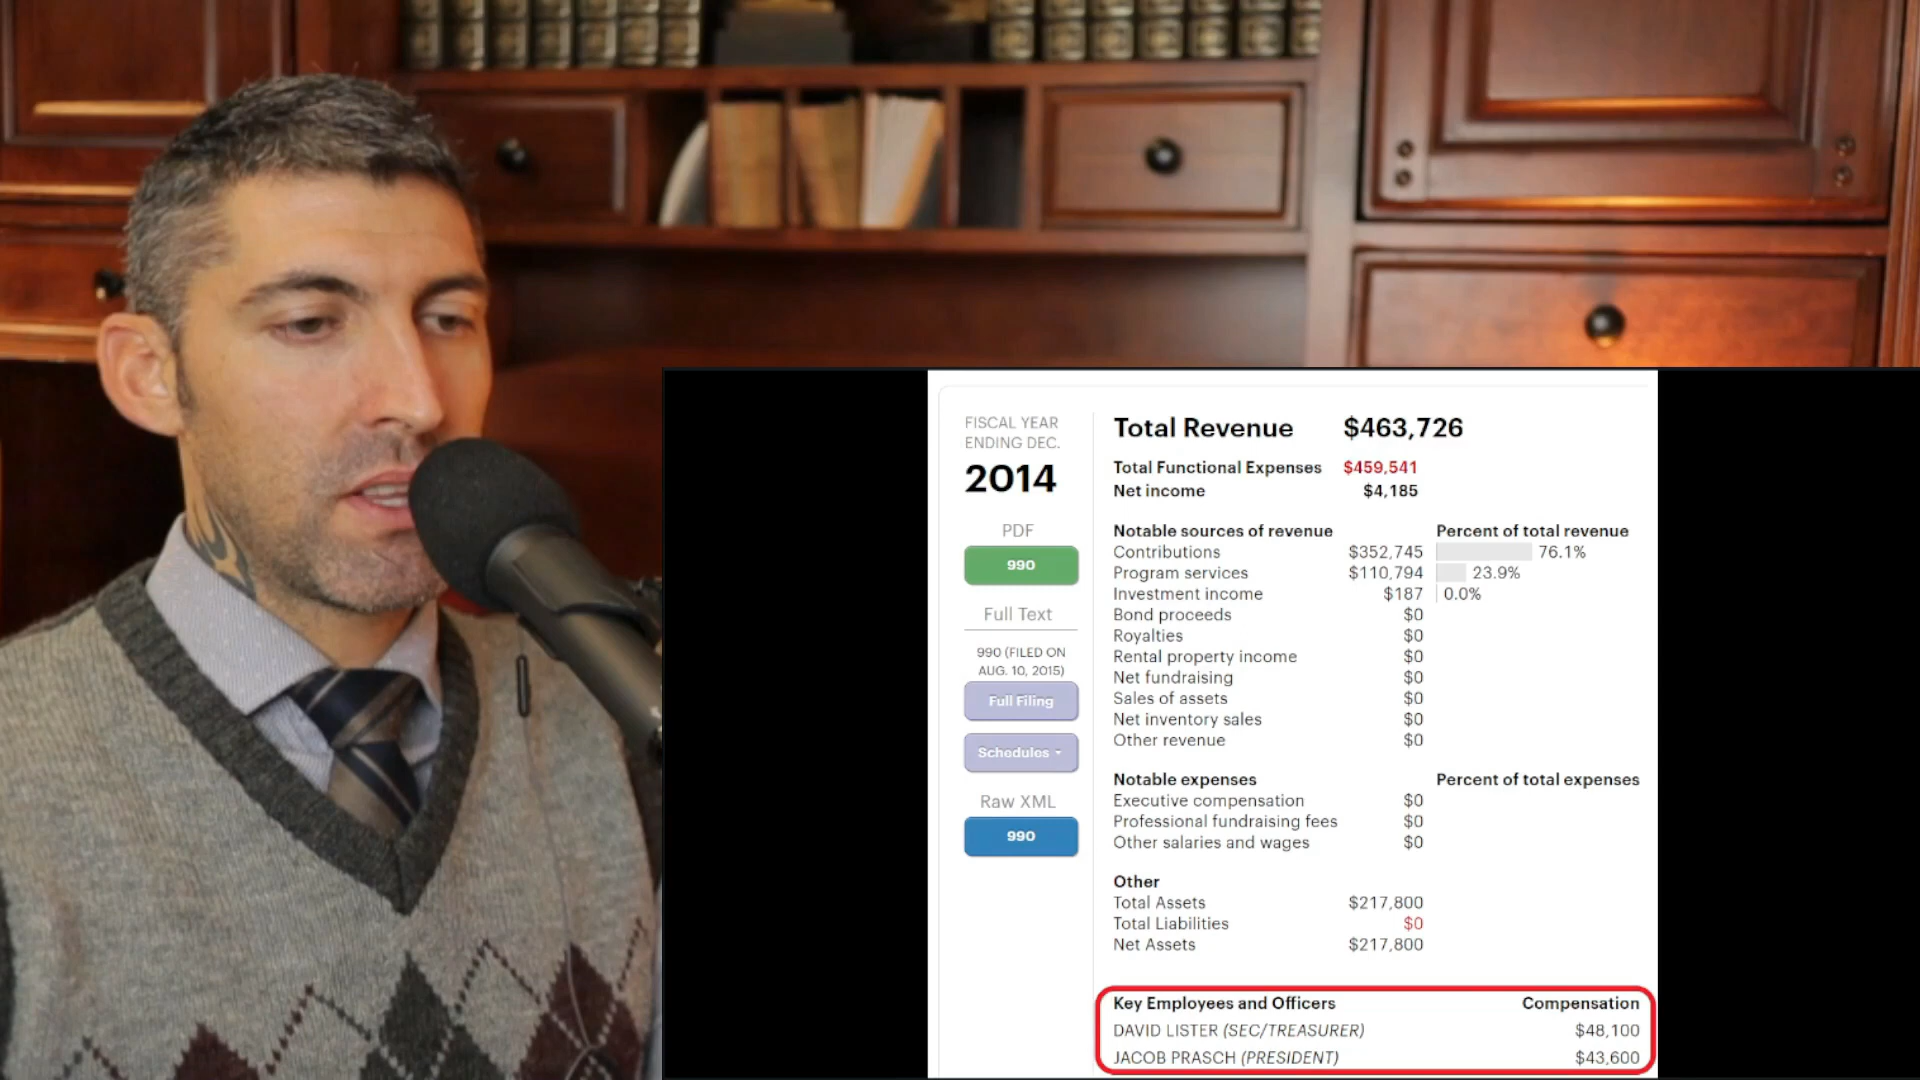 FISCAL YEAR
ENDING DEC.
2014
PDF
990
Full Text
990 (FILED ON
AUG. 10, 2015)
Full Filing
Schedules
Raw XML
990
Total Revenue $463,726
Total Functional Expenses $459,541
Net income $4,185
Notable sources of revenue Percent of total revenue
Contributions $352,745 76.1%
Program services $110,794 23.9%
Investment income $187 0.0%
Bond proceeds $0
Royalties $0
Rental property income $0
Net fundraising $0
Sales of assets $0
Net inventory sales $0
Other revenue $0
Notable expenses Percent of total expenses
Executive compensation $0
Professional fundraising fees $0
Other salaries and wages $0
Other
Total Assets $217,800
Total Liabilities $0
Net Assets $217,800
Key Employees and Officers Compensation
DAVID LISTER (SEC/TREASURER) $48,100
JACOB PRASCH (PRESIDENT) $43,600